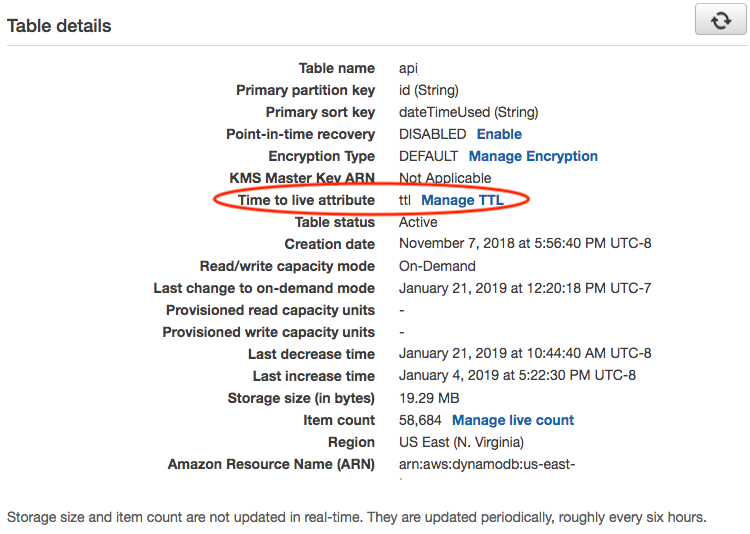 Table details
Table name api
Primary partition key id (String)
Primary sort key dateTimeUsed (String)
Point-in-time recovery DISABLED Enable
Encryption Type DEFAULT Manage Encryption
KMS Master Key ARN Not Applicable
Time to live attribute ttl Manage TTL
Table status Active
Creation date November 7, 2018 at 5:56:40 PM UTC-8
Read/write capacity mode On-Demand
Last change to on-demand mode January 21, 2019 at 12:20:18 PM UTC-7
Provisioned read capacity units -
Provisioned write capacity units -
Last decrease time January 21, 2019 at 10:44:40 AM UTC-8
Last increase time January 4, 2019 at 5:22:30 PM UTC-8
Storage size (in bytes) 19.29 MB
Item count 58,684 Manage live count
Region US East (N. Virginia)
Amazon Resource Name (ARN) arn:aws:dynamodb:us-east-
Storage size and item count are not updated in real-time. They are updated periodically, roughly every six hours.